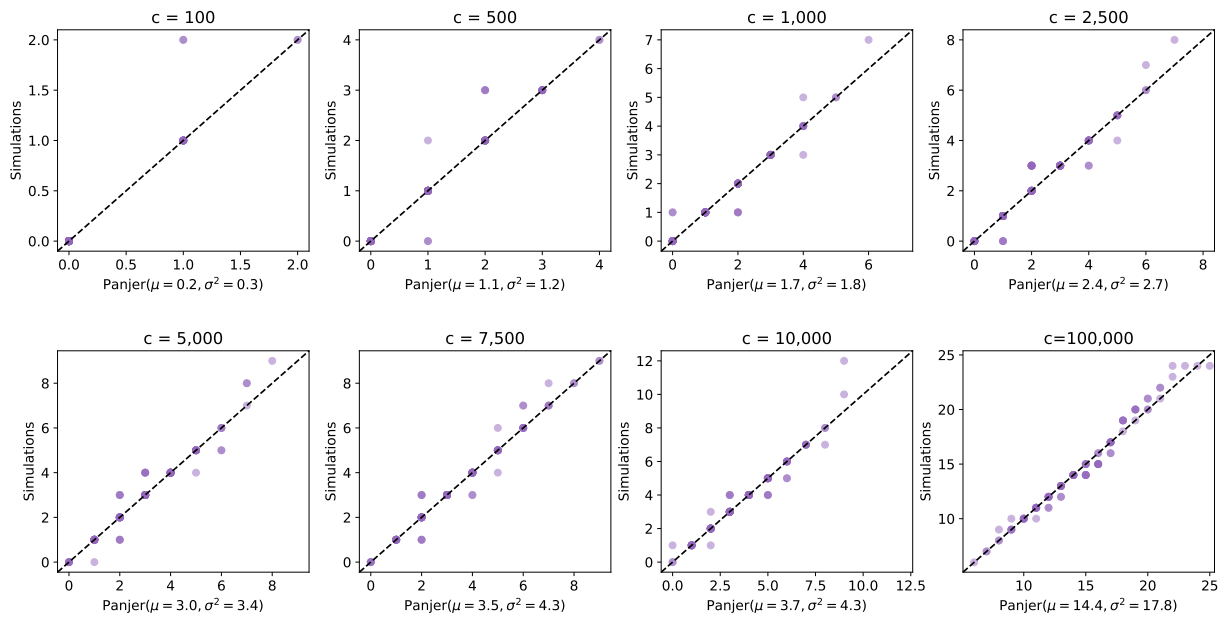 c = 100
2.0
1.5
1.0
0.5
0.0
Simulations
0.0 0.5 1.0 1.5 2.0
Panjer(μ = 0.2, σ² = 0.3)
c = 500
4
3
2
1
0
Simulations
0 1 2 3 4
Panjer(μ = 1.1, σ² = 1.2)
c = 1,000
7
6
5
4
3
2
1
0
Simulations
0 2 4 6
Panjer(μ = 1.7, σ² = 1.8)
c = 2,500
8
6
4
2
0
Simulations
0 2 4 6 8
Panjer(μ = 2.4, σ² = 2.7)
c = 5,000
8
6
4
2
0
Simulations
0 2 4 6 8
Panjer(μ = 3.0, σ² = 3.4)
c = 7,500
8
6
4
2
0
Simulations
0 2 4 6 8
Panjer(μ = 3.5, σ² = 4.3)
c = 10,000
12
10
8
6
4
2
0
Simulations
0.0 2.5 5.0 7.5 10.0 12.5
Panjer(μ = 3.7, σ² = 4.3)
c=100,000
25
20
15
10
Simulations
10 15 20 25
Panjer(μ = 14.4, σ² = 17.8)